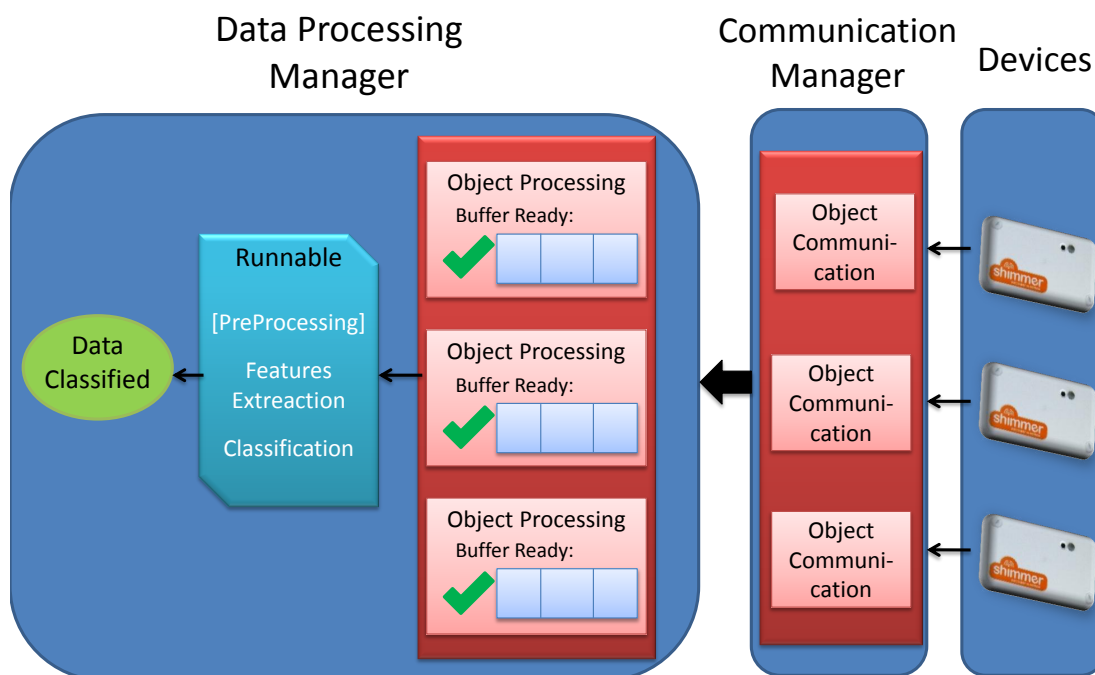 Data Processing
Manager
Communication
Manager
Devices
Object Processing
Buffer Ready:
Object Processing
Buffer Ready:
Object Processing
Buffer Ready:
Runnable
[PreProcessing]
Features
Extreaction
Classification
Data
Classified
Object
Communi-
cation
Object
Communi-
cation
Object
Communi-
cation
shimmer
shimmer
shimmer